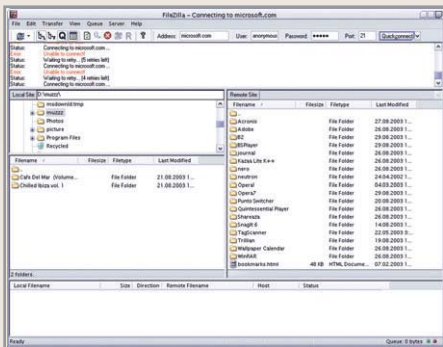 FileZilla - Connecting to microsoft.com
File Edit Transfer View Queue Server Help
Address: microsoft.com User: anonymous Password: ***** Port: 21 Quickconnect
Status: Connecting to microsoft.com ...
Error: Unable to connect!
Status: Waiting to retry... (5 retries left)
Status: Connecting to microsoft.com ...
Error: Unable to connect!
Status: Waiting to retry... (4 retries left)
Status: Connecting to microsoft.com ...
Local Site: D:\muzzz\
msdownld.tmp
muzzz
Photos
picture
Program Files
Recycled
Filename / Filesize Filetype Last Modified
..
Cafe Del Mar (Volume... File Folder 21.08.2003 1...
Chilled Ibiza vol. 1 File Folder 21.08.2003 1...
2 folders.
Remote Site:
Filename / Filesize Filetype Last Modified
..
Acronis File Folder 27.08.2003 1...
Adobe File Folder 26.08.2003 1...
BZ File Folder 29.08.2003 1...
BSPlayer File Folder 29.08.2003 1...
journal File Folder 26.08.2003 1...
Kazaa Lite K++ File Folder 26.08.2003 1...
nero File Folder 26.08.2003 1...
neutron File Folder 24.04.2002 1...
Opera! File Folder 04.03.2003 1...
Opera7 File Folder 29.08.2003 1...
Punto Switcher File Folder 20.08.2003 1...
Quintessential Player File Folder 26.08.2003 1...
Shareaza File Folder 26.08.2003 1...
SnagIt 6 File Folder 14.08.2003 1...
TagScanner File Folder 22.05.2003 0...
Trillian File Folder 19.08.2003 1...
Wallpaper Calendar File Folder 26.08.2003 1...
WinRAR File Folder 21.08.2003 1...
bookmarks.html 48 KB HTML Docume... 07.02.2003 1...
Local Filename Size Direction Remote Filename Host Status
Ready Queue: 0 bytes